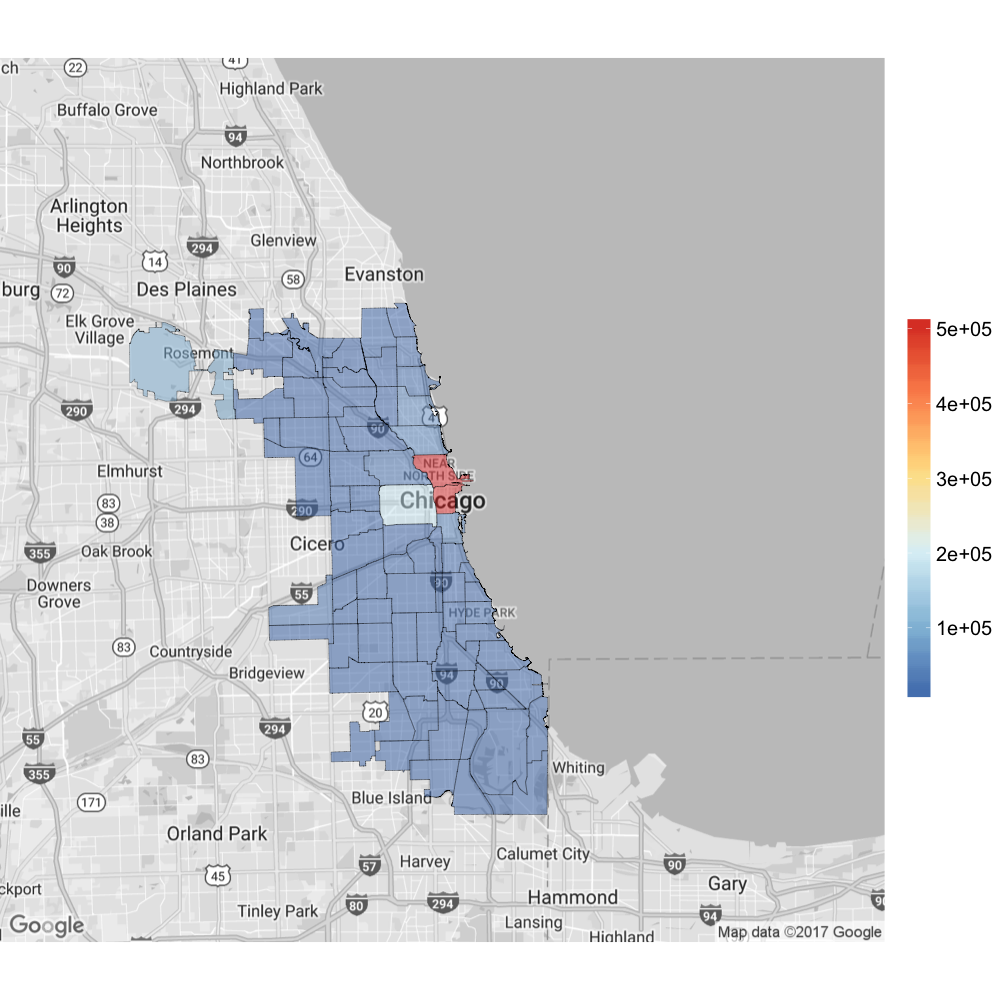 41
ch
22
Highland Park
Buffalo Grove
94
Northbrook
Arlington
Heights
294
Glenview
14
90
58
Evanston
burg
72
Des Plaines
Elk Grove
Village
Rosemont
5e+05
290
294
4e+05
90
64
NEAR
NORTH SIDE
Elmhurst
3e+05
83
Chicago
290
38
355
Oak Brook
Cicero
2e+05
Downers
Grove
90
55
HYDE PARK
1e+05
83
Countryside
Bridgeview
94
90
20
294
55
83
355
Whiting
Blue Island
171
ille
Orland Park
Calumet City
57
Harvey
90
45
Gary
ckport
Hammond
80
294
Tinley Park
94
Lansing
Google
Highland
Map data ©2017 Google